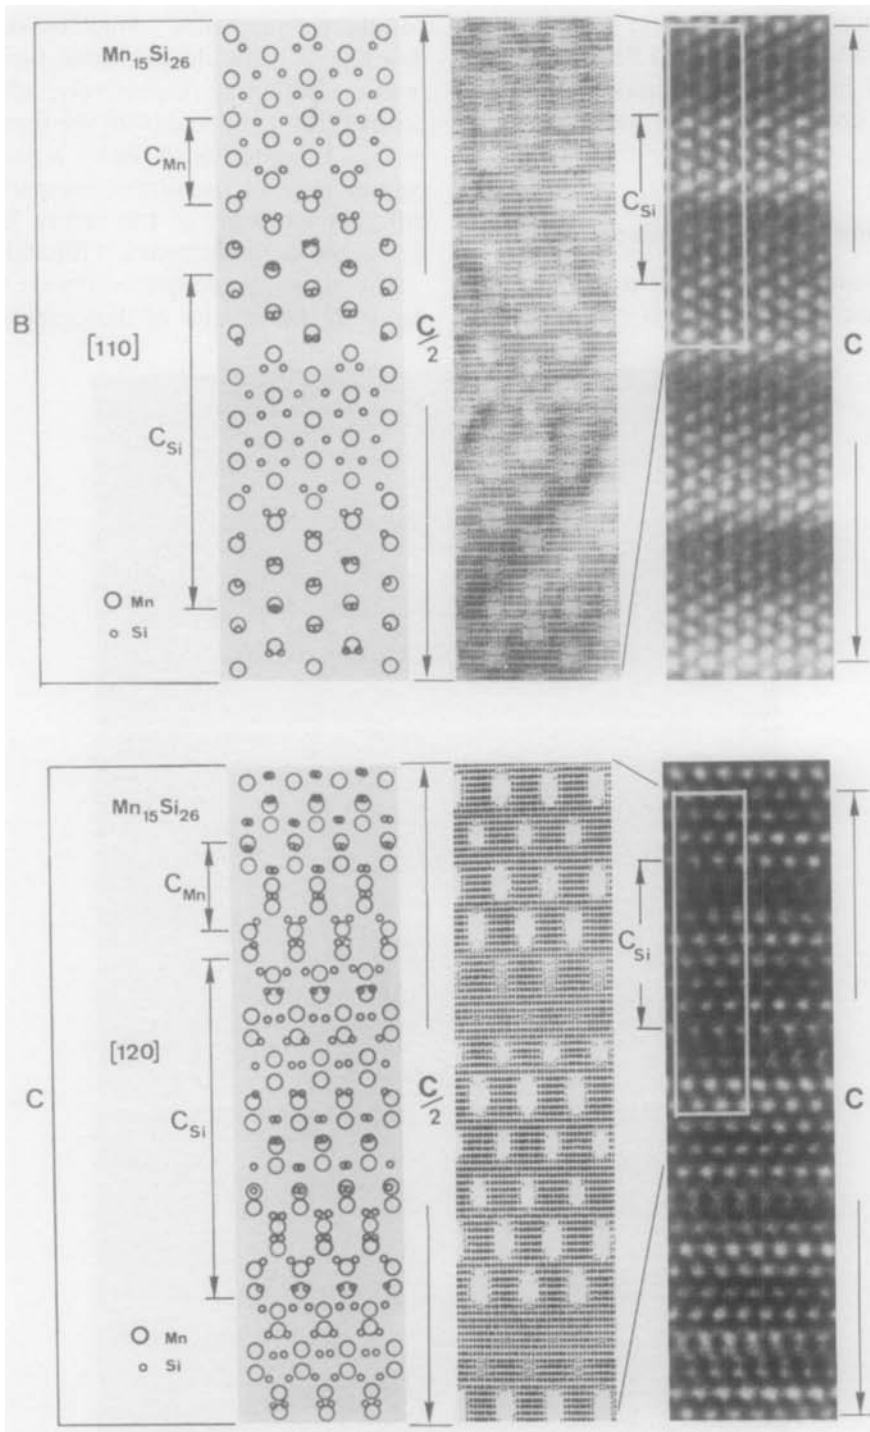 Mn15Si26
CMn
CSi
B
[110]
CSi
C/2
C
Mn
Si
Mn15Si26
CMn
CSi
[120]
C
CSi
C/2
C
Mn
Si